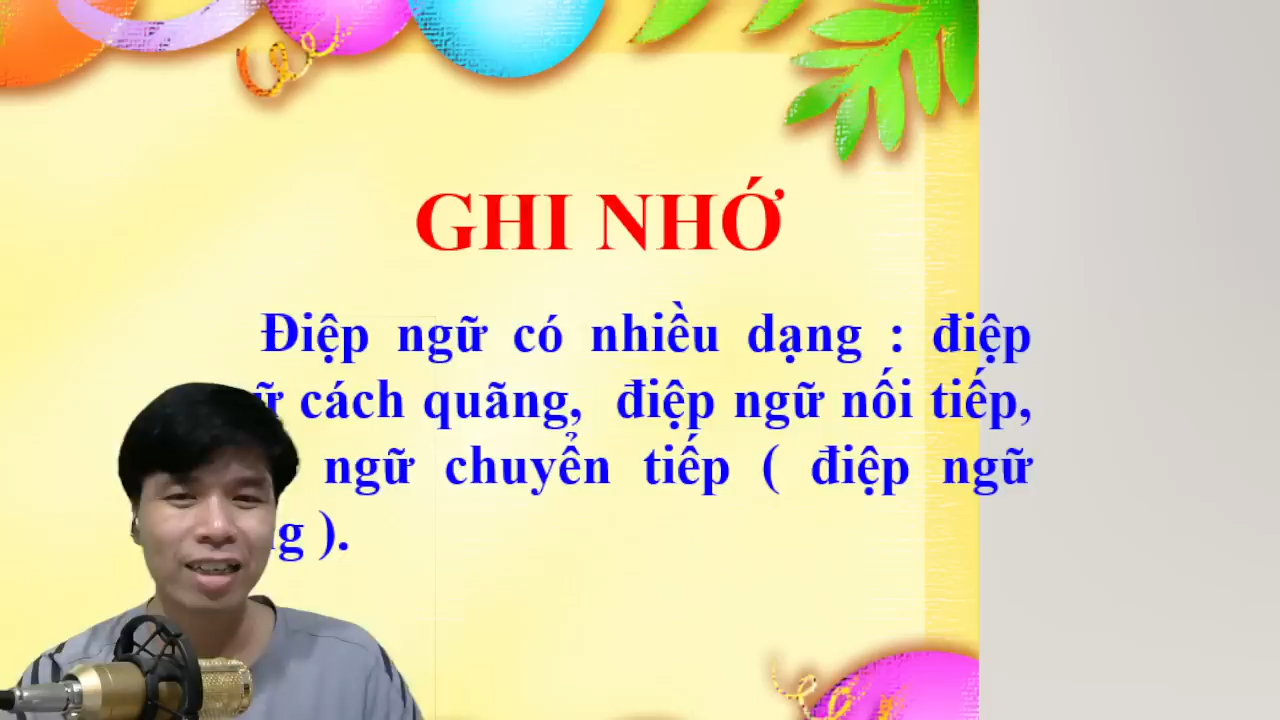 GHI NHỚ
Điệp ngữ có nhiều dạng : điệp
cách quãng, điệp ngữ nối tiếp,
ngữ chuyển tiếp ( điệp ngữ
).